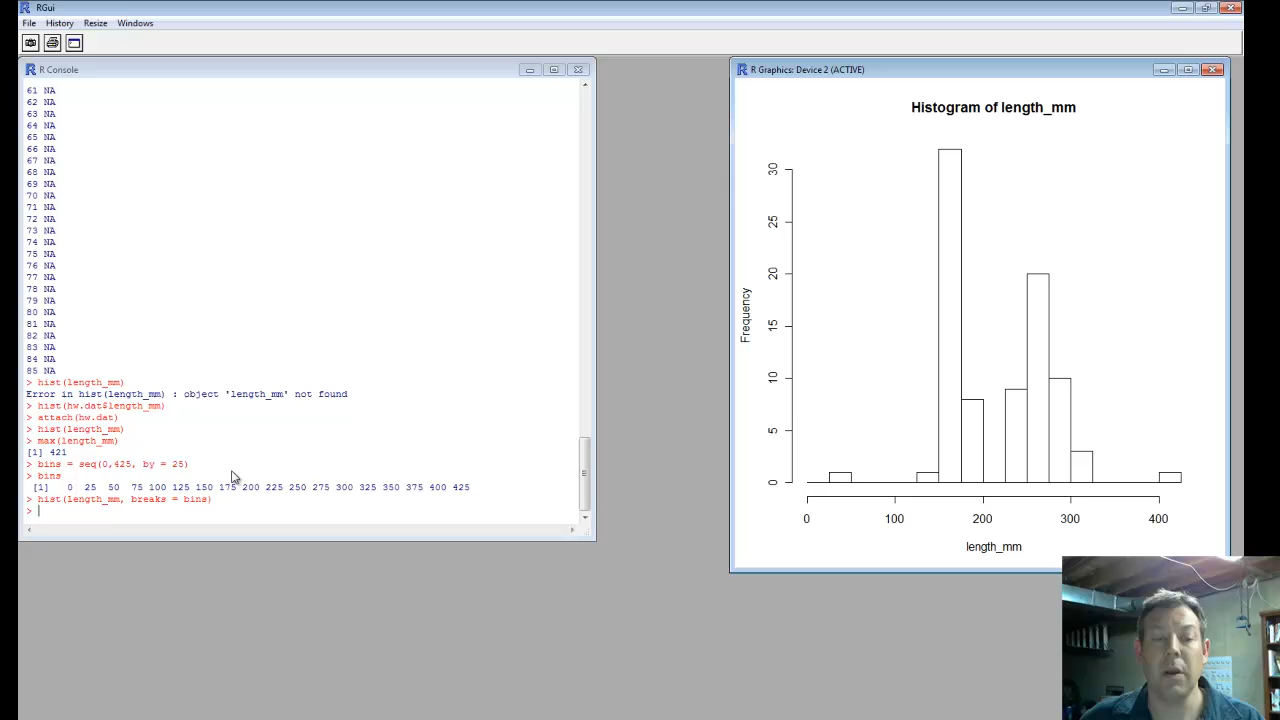 RGui
File History Resize Windows
R Console
61 NA
62 NA
63 NA
64 NA
65 NA
66 NA
67 NA
68 NA
69 NA
70 NA
71 NA
72 NA
73 NA
74 NA
75 NA
76 NA
77 NA
78 NA
79 NA
80 NA
81 NA
82 NA
83 NA
84 NA
85 NA
> hist(length_mm)
Error in hist(length_mm) : object 'length_mm' not found
> hist(hw.dat$length_mm)
> attach(hw.dat)
> hist(length_mm)
> max(length_mm)
[1] 421
> bins = seq(0,425, by = 25)
> bins
[1] 0 25 50 75 100 125 150 175 200 225 250 275 300 325 350 375 400 425
> hist(length_mm, breaks = bins)
>
R Graphics: Device 2 (ACTIVE)
Histogram of length_mm
Frequency
30
25
20
15
10
5
0
0 100 200 300 400
length_mm